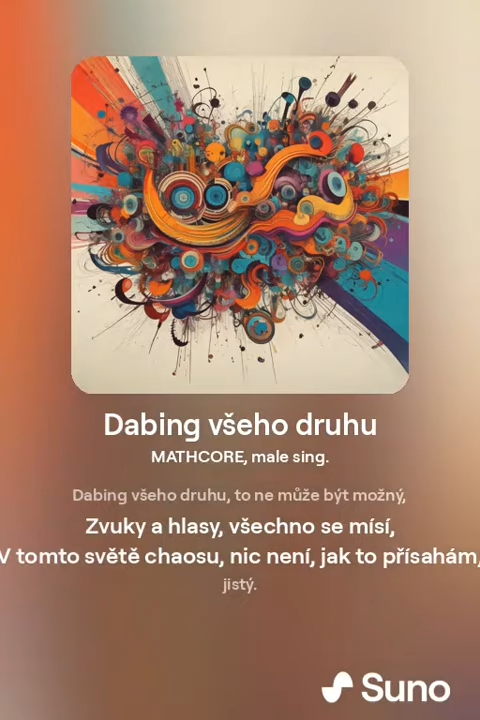 Dabing všeho druhu
MATHCORE, male sing.
Dabing všeho druhu, to ne může být možný,
Zvuky a hlasy, všechno se mísí,
V tomto světě chaosu, nic není, jak to přísahám,
jistý.
Suno